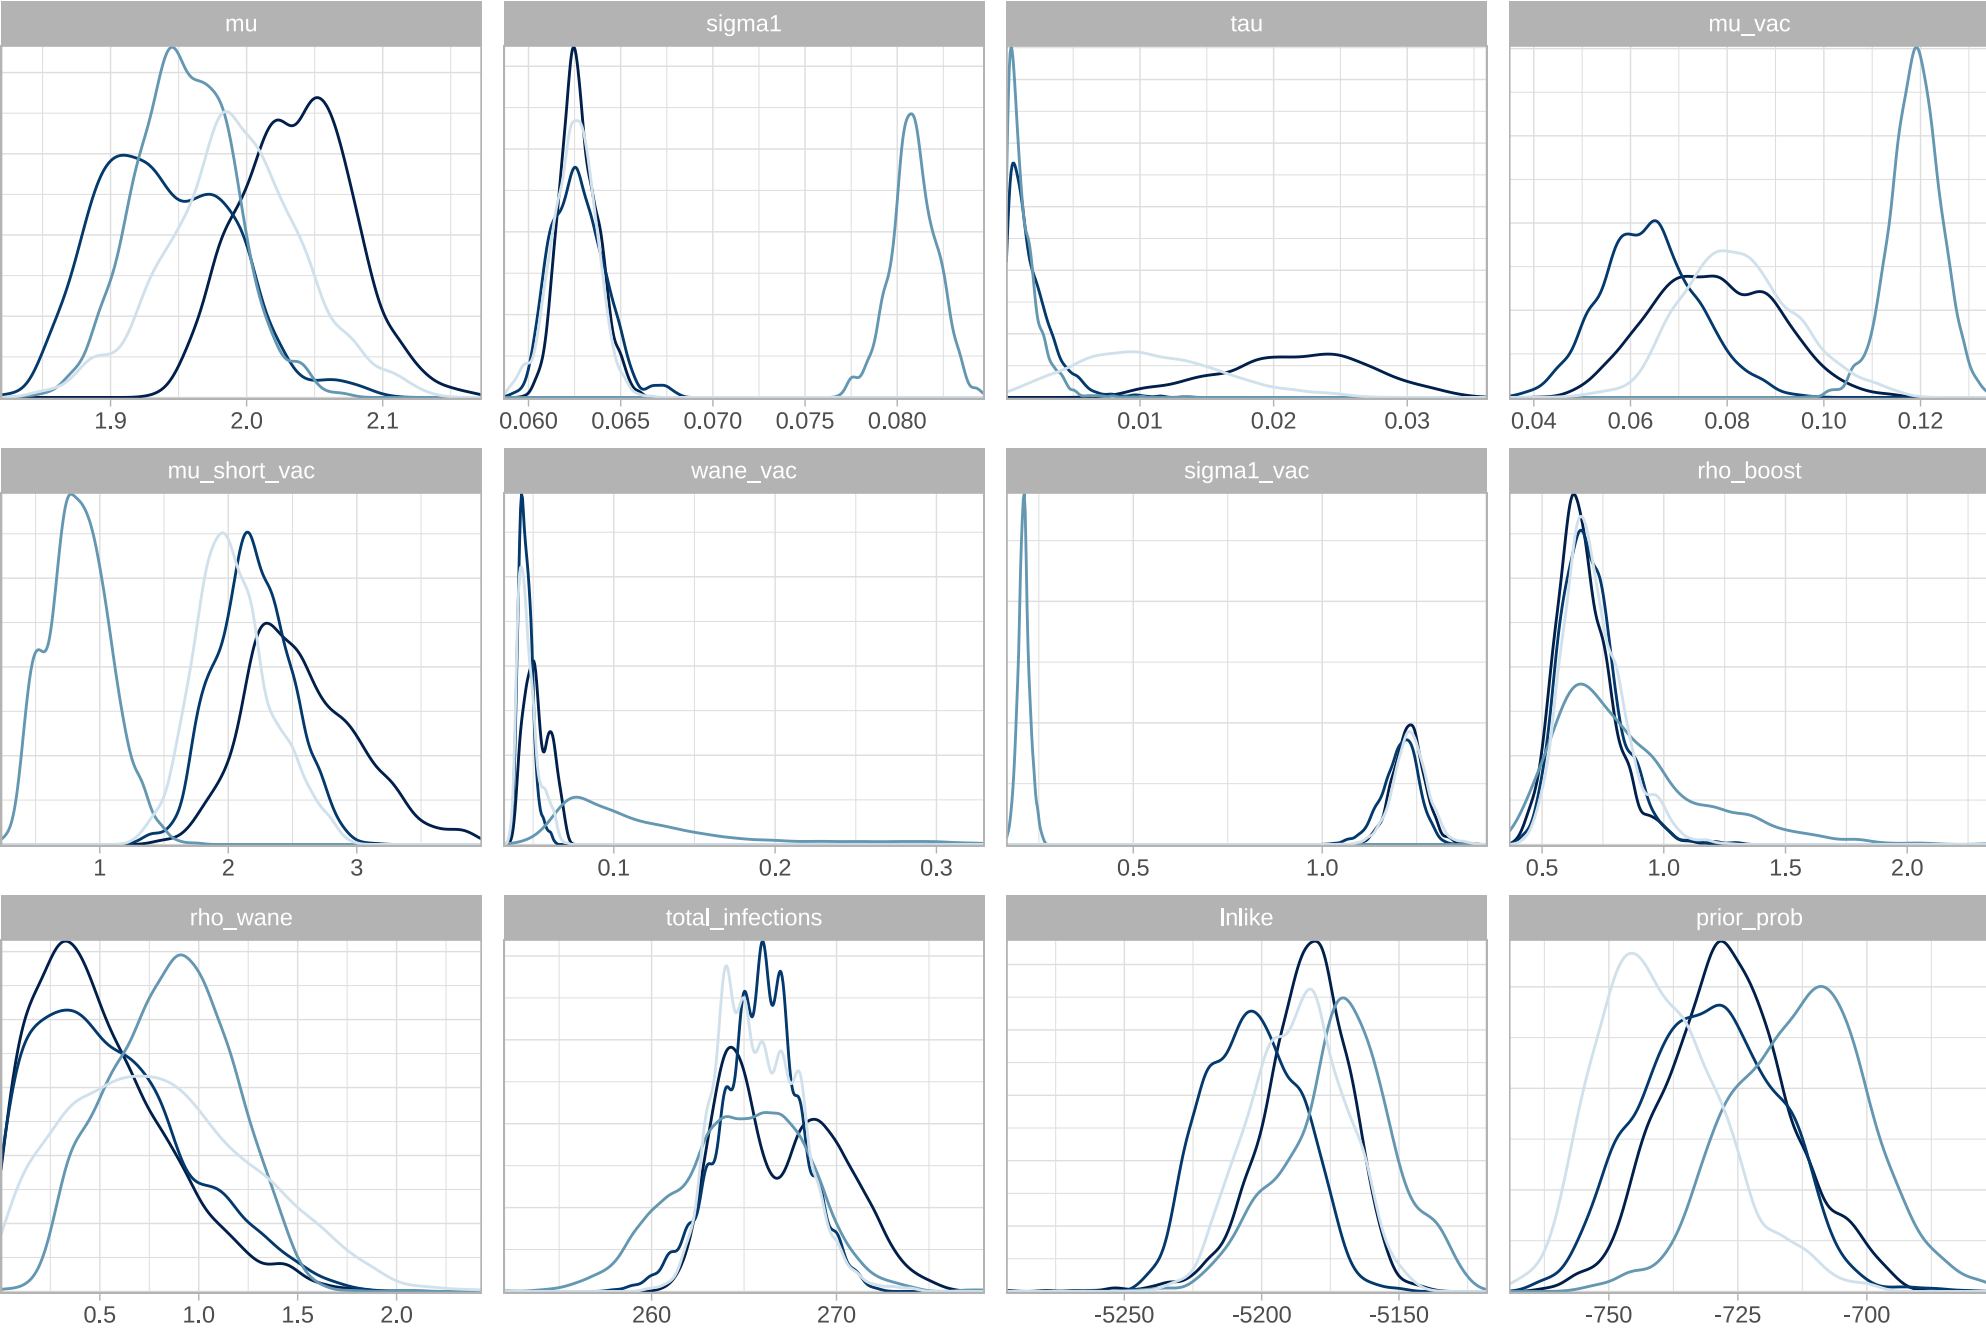 mu sigma1 tau mu_vac
1.9 2.0 2.1 0.060 0.065 0.070 0.075 0.080 0.01 0.02 0.03 0.04 0.06 0.08 0.10 0.12
mu_short_vac wane_vac sigma1_vac rho_boost
1 2 3 0.1 0.2 0.3 0.5 1.0 0.5 1.0 1.5 2.0
rho_wane total_infections lnlike prior_prob
0.5 1.0 1.5 2.0 260 270 -5250 -5200 -5150 -750 -725 -700